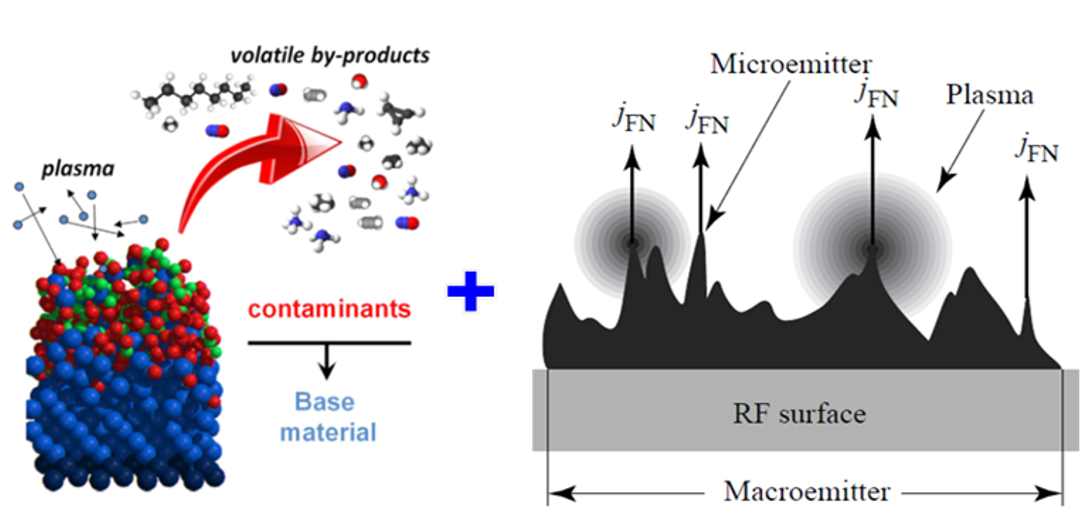 volatile by-products
plasma
contaminants
Base
material
+
Microemitter
jFN
jFN
jFN
Plasma
jFN
RF surface
Macroemitter